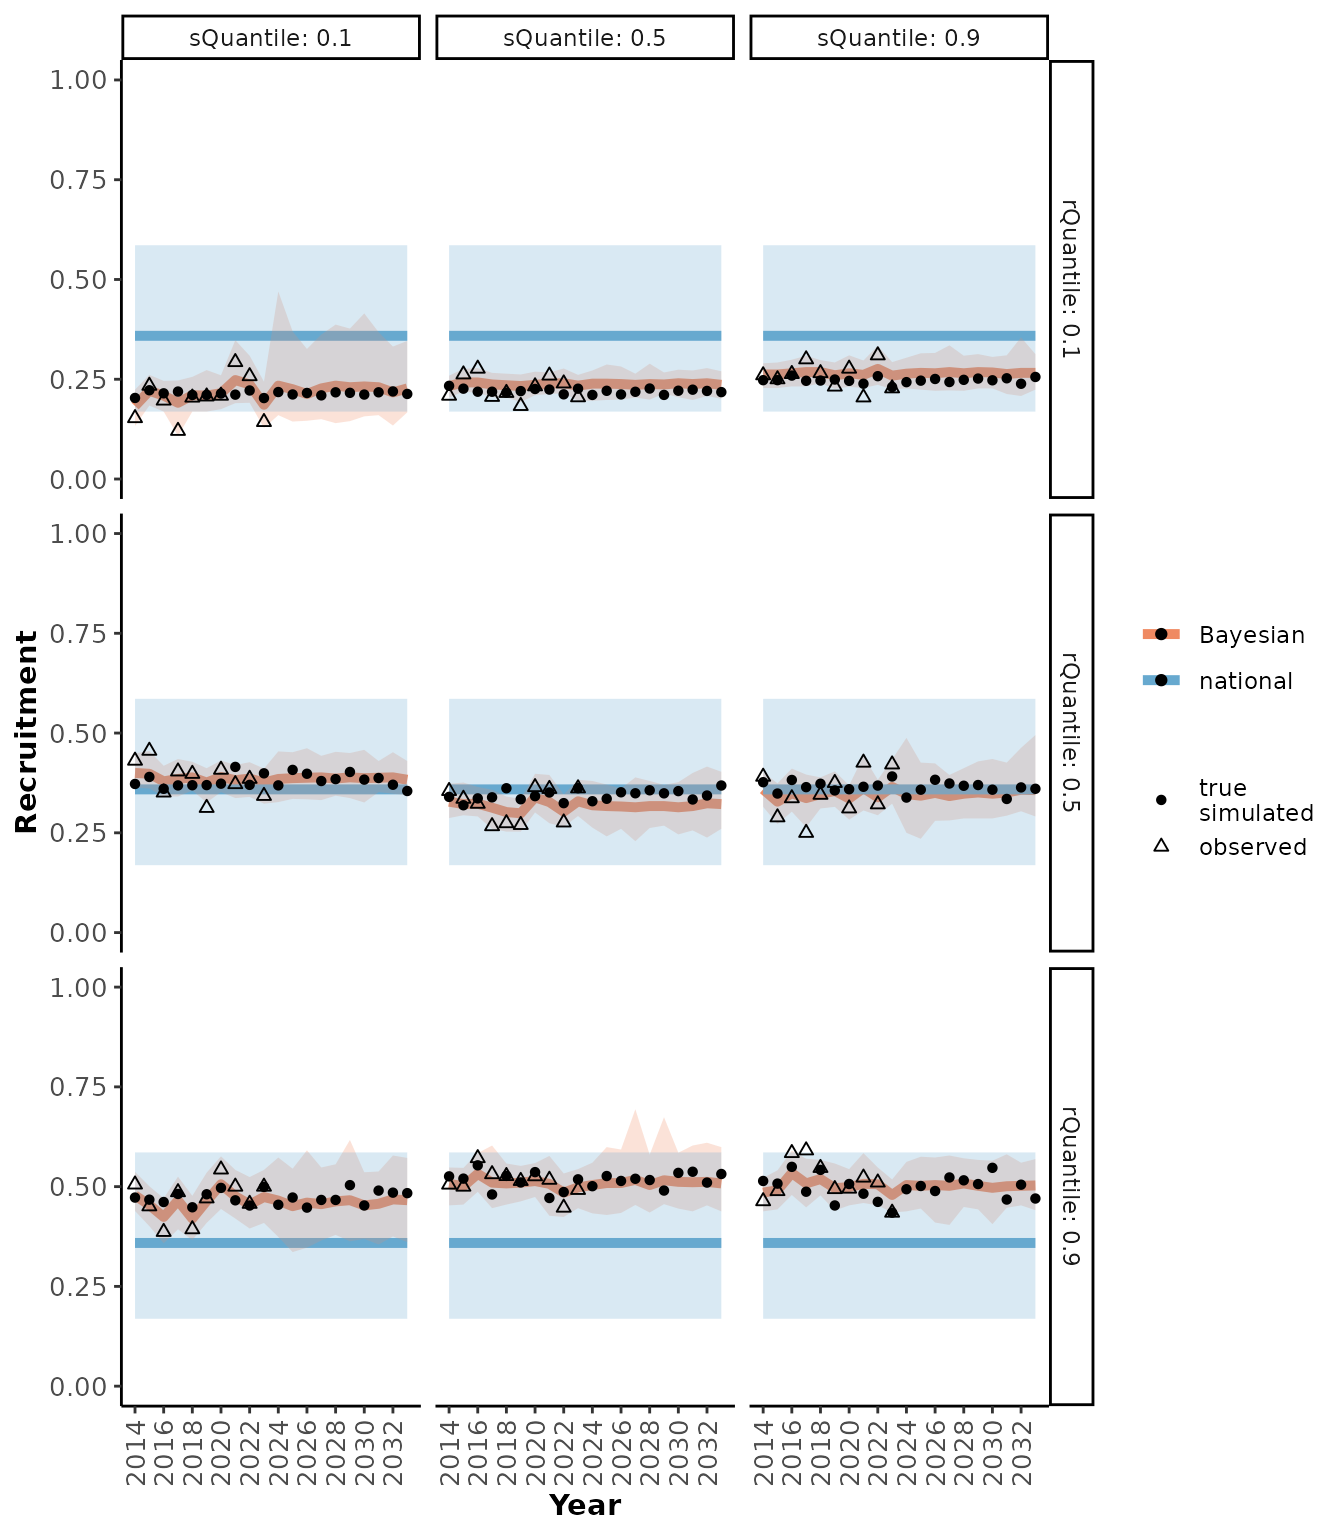 sQuantile: 0.1
sQuantile: 0.5
sQuantile: 0.9
1.00
0.75
0.50
0.25
0.00
rQuantile: 0.1
1.00
0.75
0.50
0.25
0.00
rQuantile: 0.5
1.00
0.75
0.50
0.25
0.00
rQuantile: 0.9
Recruitment
Bayesian
national
true
simulated
observed
2014 2016 2018 2020 2022 2024 2026 2028 2030 2032
2014 2016 2018 2020 2022 2024 2026 2028 2030 2032
2014 2016 2018 2020 2022 2024 2026 2028 2030 2032
Year